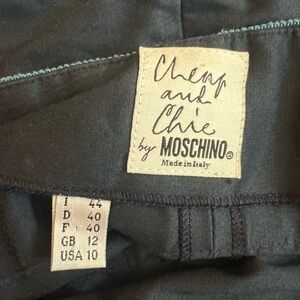 Cheap
and
Chic
by MOSCHINO®
Made in Italy
I 44
D 40
F 40
GB 12
USA 10